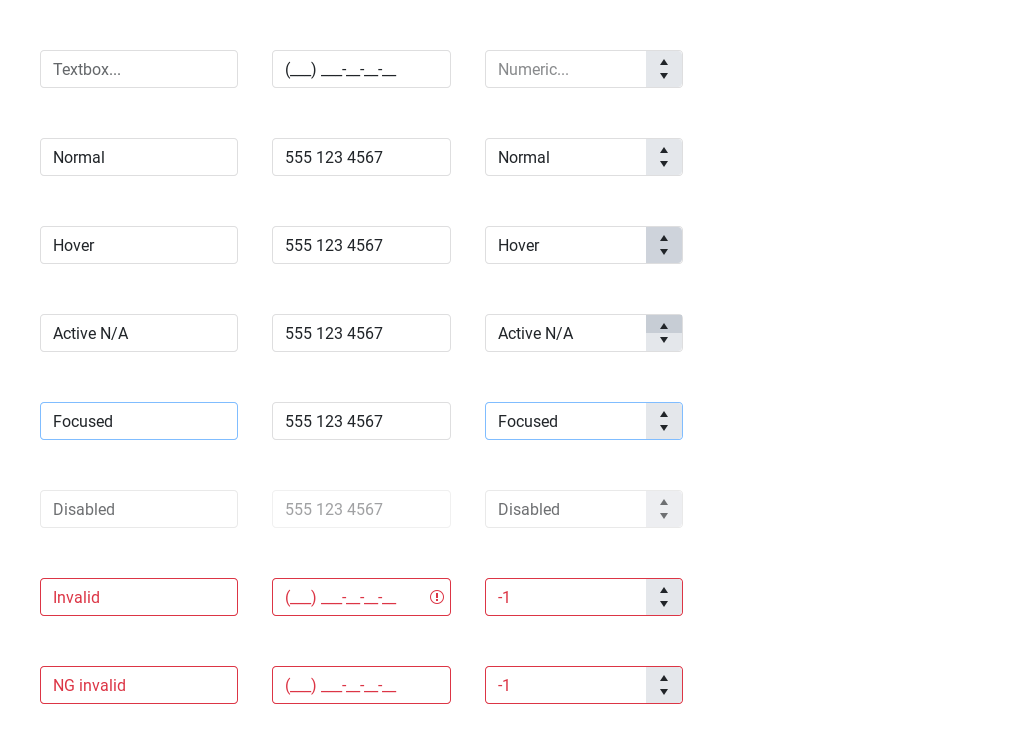 Textbox... (___) ___-__-__-__ Numeric...
Normal 555 123 4567 Normal
Hover 555 123 4567 Hover
Active N/A 555 123 4567 Active N/A
Focused 555 123 4567 Focused
Disabled 555 123 4567 Disabled
Invalid (___) ___-__-__-__ -1
NG invalid (___) ___-__-__-__ -1